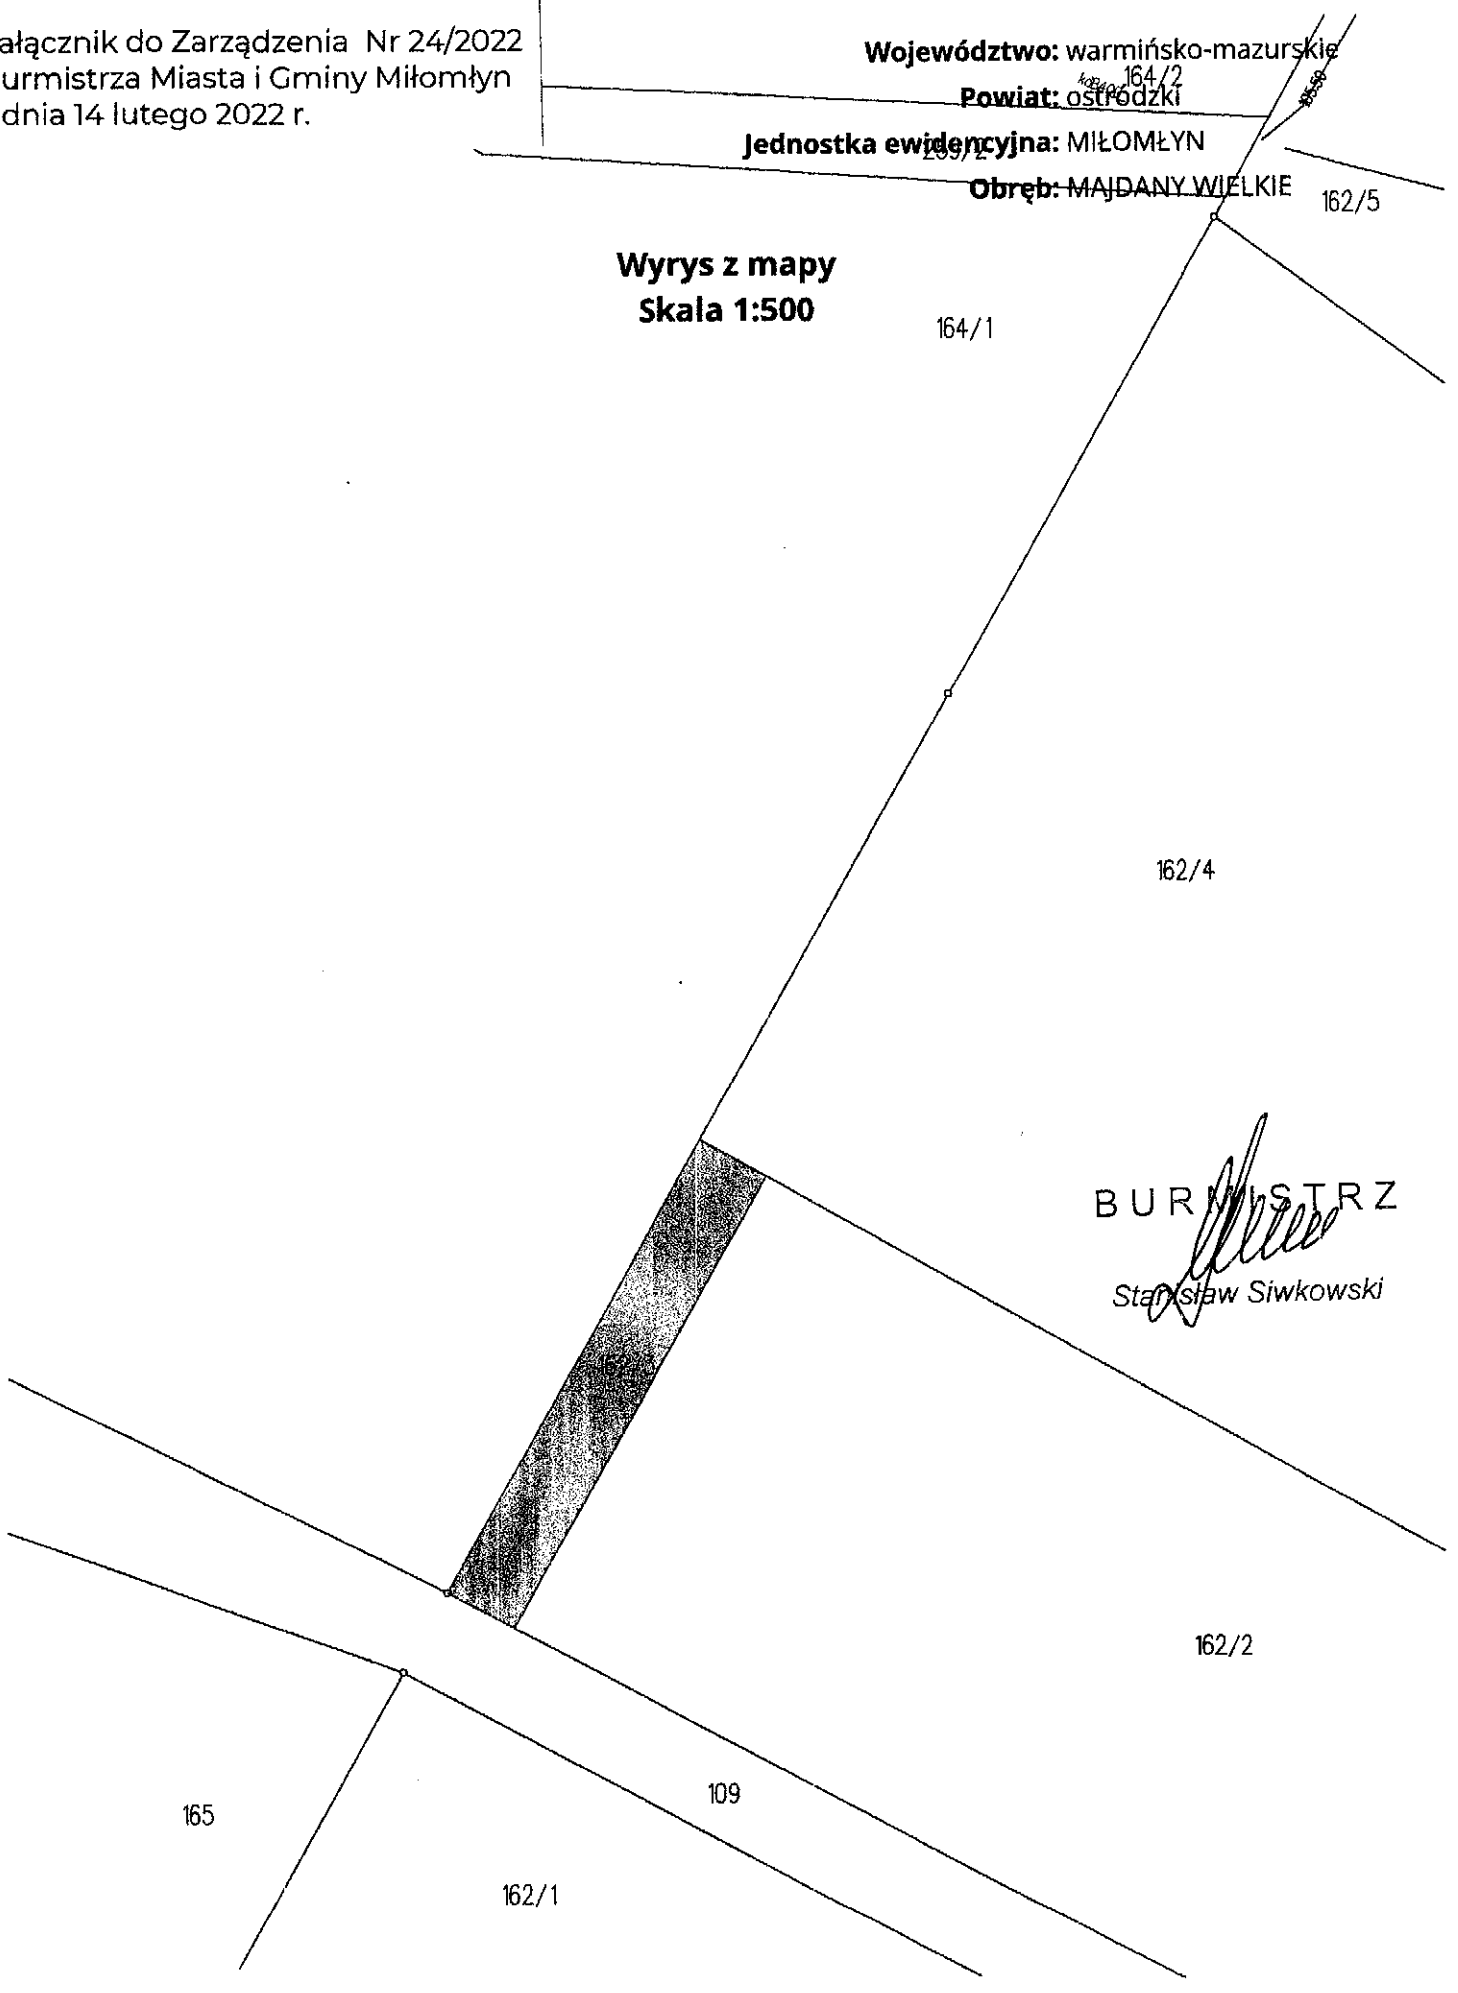 ałącznik do Zarządzenia Nr 24/2022
urmistrza Miasta i Gminy Miłomłyn
dnia 14 lutego 2022 r.
Województwo: warmińsko-mazurskie
164/2
Powiat: ostródzki
Jednostka ewidencyjna: MIŁOMŁYN
Obręb: MAJDANY WIELKIE
162/5
Wyrys z mapy
Skala 1:500
164/1
162/4
BURMISTRZ
Stanisław Siwkowski
162/2
109
165
162/1